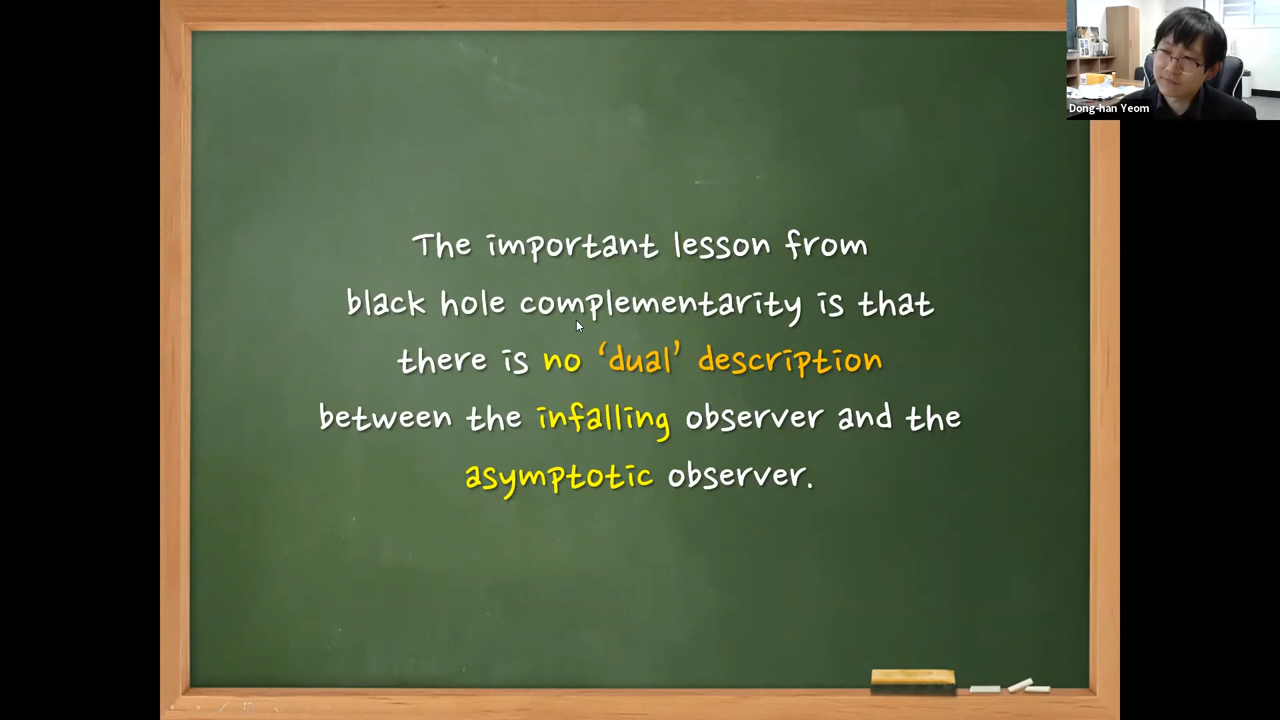 Dong-han Yeom
The important lesson from
black hole complementarity is that
there is no ‘dual’ description
between the infalling observer and the
asymptotic observer.